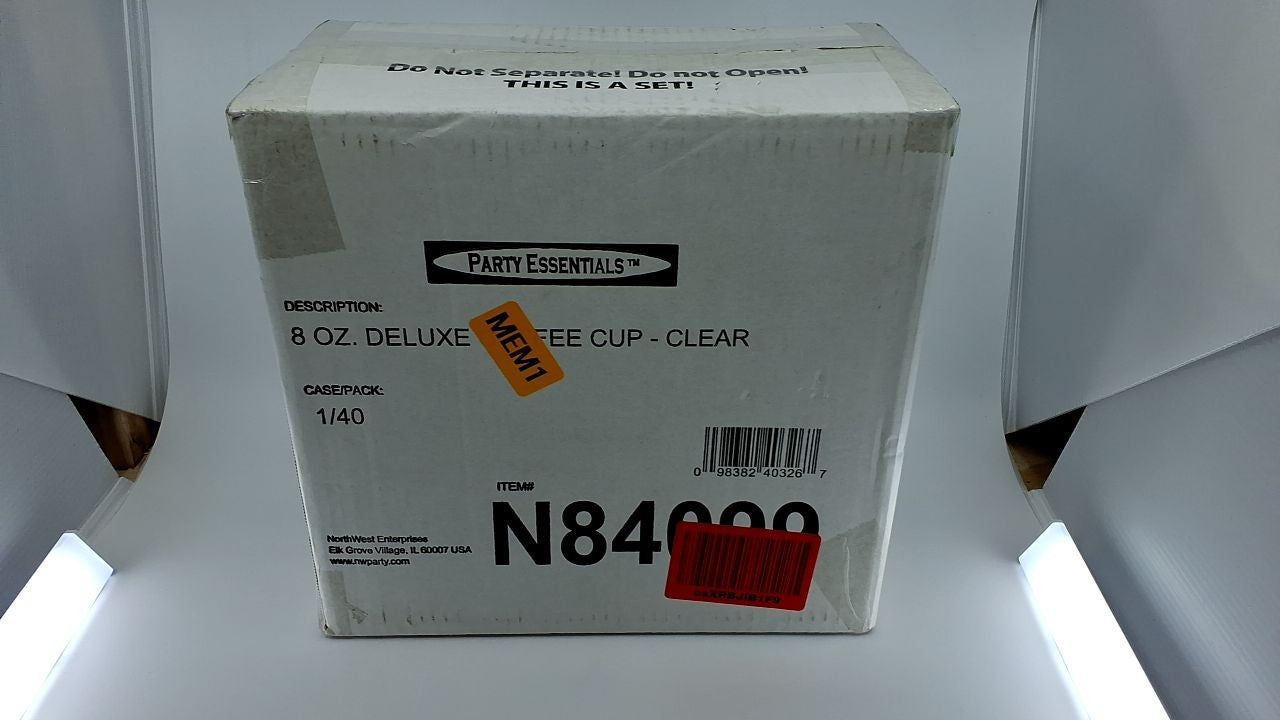 Do Not Separate! Do not Open!
THIS IS A SET!
PARTY ESSENTIALS™
DESCRIPTION:
8 OZ. DELUXE FEE CUP - CLEAR
MEM1
CASE/PACK:
1/40
0 98382 40326 7
ITEM#
NorthWest Enterprises
Elk Grove Village, IL 60007 USA
www.nwparty.com